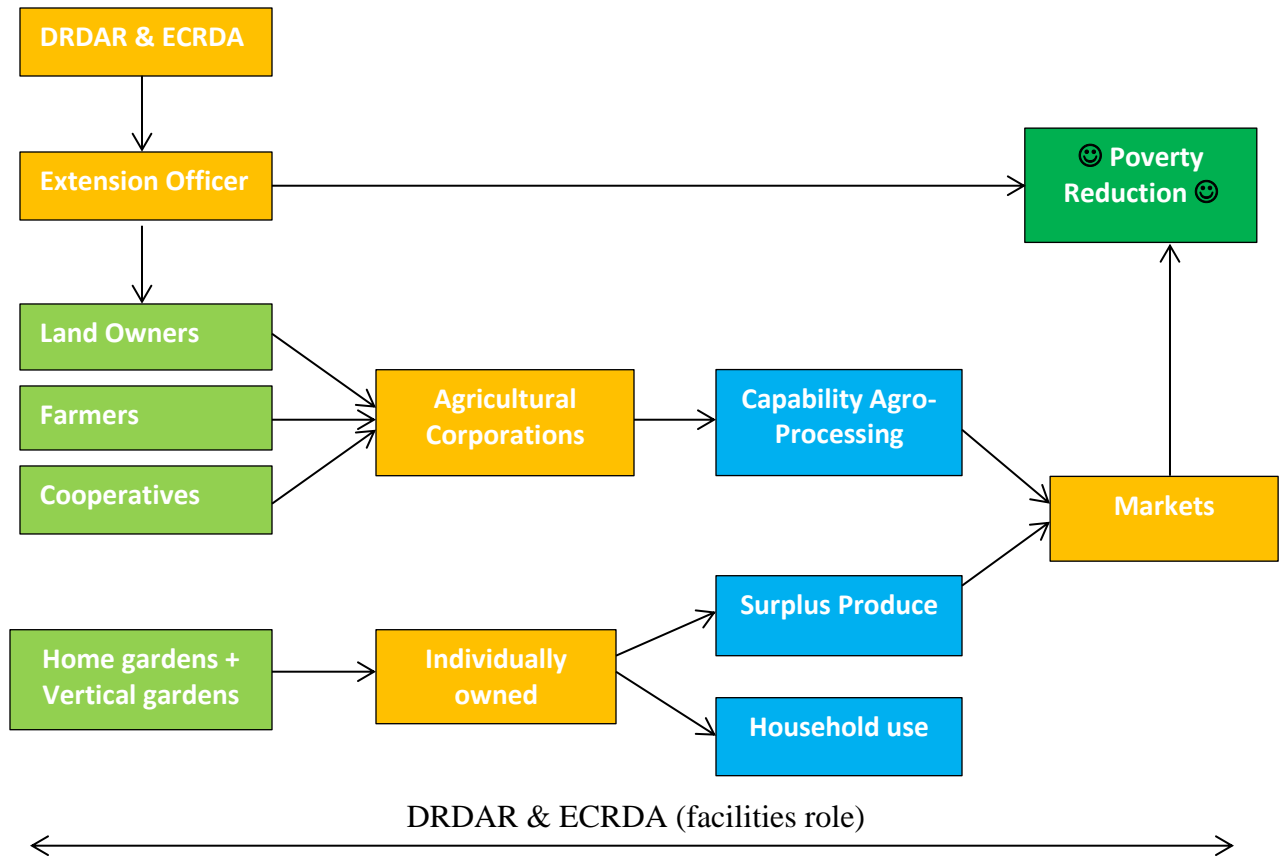 DRDAR & ECRDA
Extension Officer
☻ Poverty
Reduction ☻
Land Owners
Farmers
Cooperatives
Agricultural
Corporations
Capability Agro-
Processing
Markets
Surplus Produce
Home gardens +
Vertical gardens
Individually
owned
Household use
DRDAR & ECRDA (facilities role)